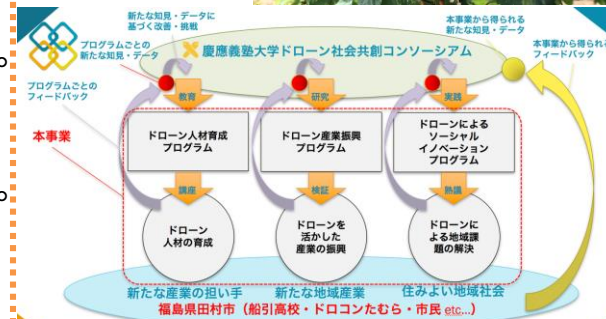 新たな知見・データに
基づく改善・挑戦
プログラムごとの
新たな知見・データ
慶應義塾大学ドローン社会共創コンソーシアム
本事業から得られる
新たな知見・データ
本事業から得られる
フィードバック
プログラムごとの
フィードバック
教育
研究
実践
本事業
ドローン人材育成
プログラム
ドローン産業振興
プログラム
ドローンによる
ソーシャル
イノベーション
プログラム
講座
検証
熟議
ドローン
人材の育成
ドローンを
活かした
産業の振興
ドローンに
よる地域課
題の解決
新たな産業の担い手
新たな地域産業
住みよい地域社会
福島県田村市（船引高校・ドロコンたむら・市民 etc...）